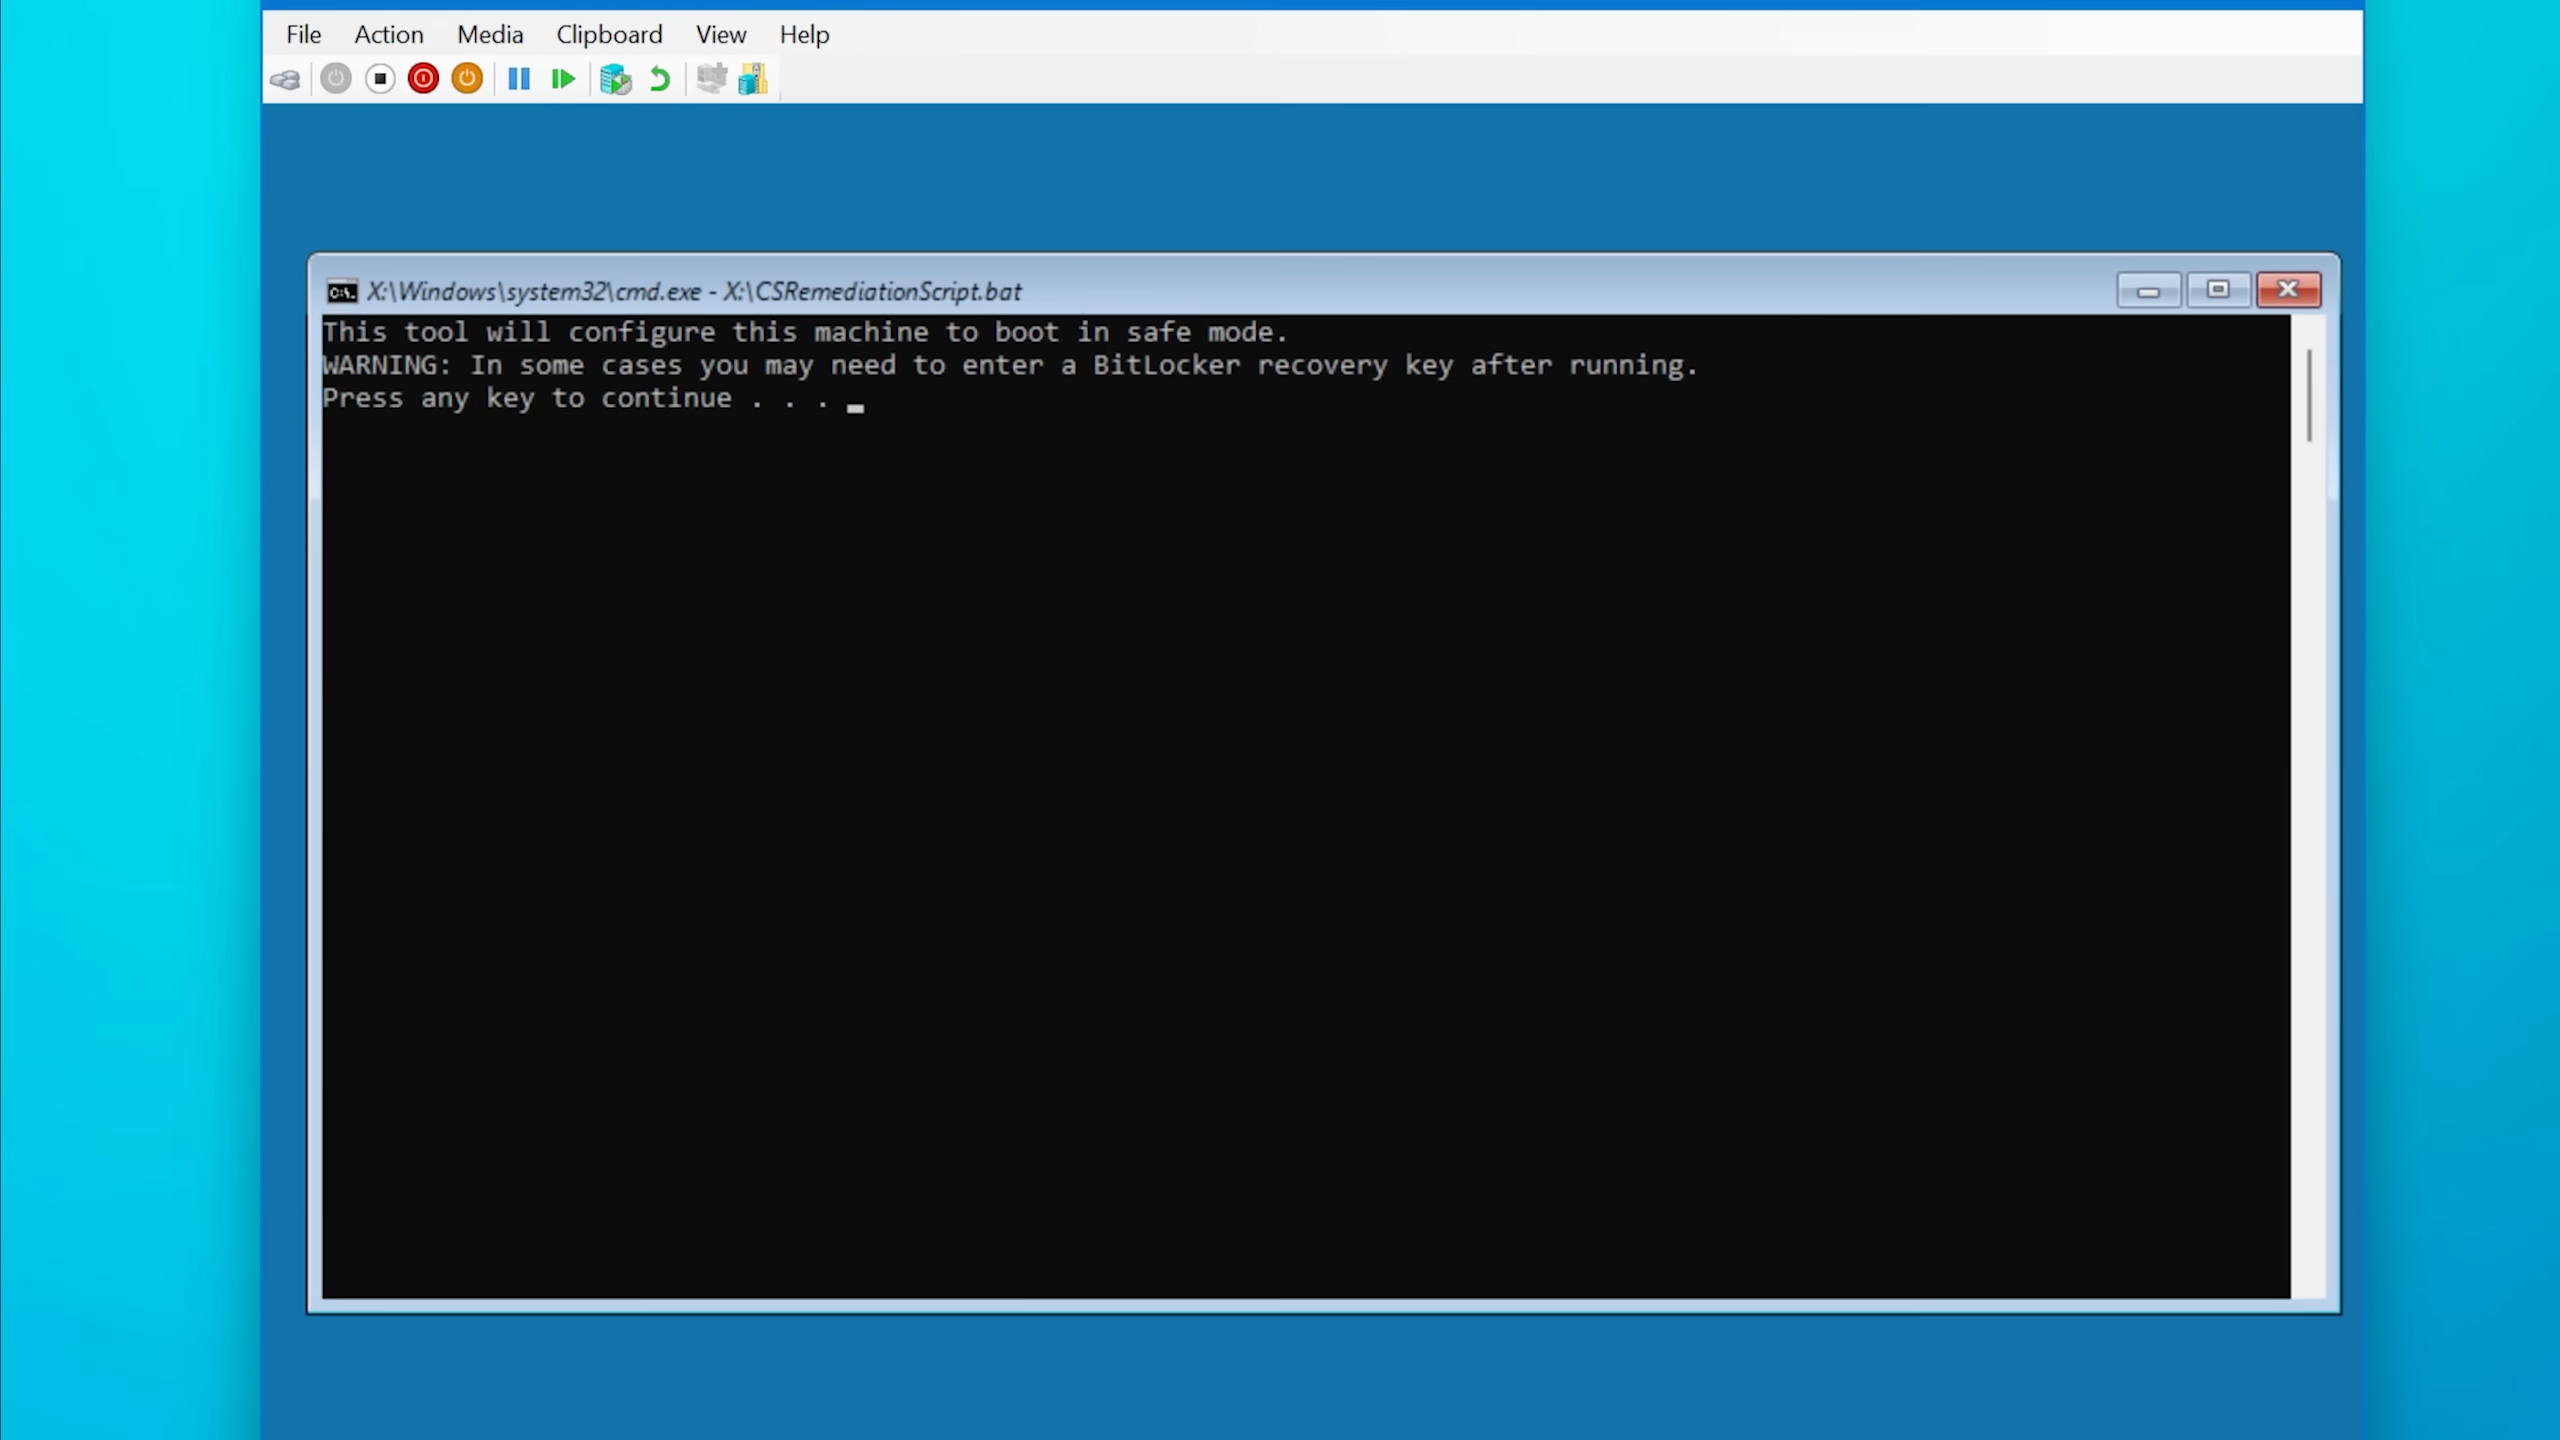 File Action Media Clipboard View Help
X:\Windows\system32\cmd.exe - X:\CSRemediationScript.bat
This tool will configure this machine to boot in safe mode.
WARNING: In some cases you may need to enter a BitLocker recovery key after running.
Press any key to continue . . .